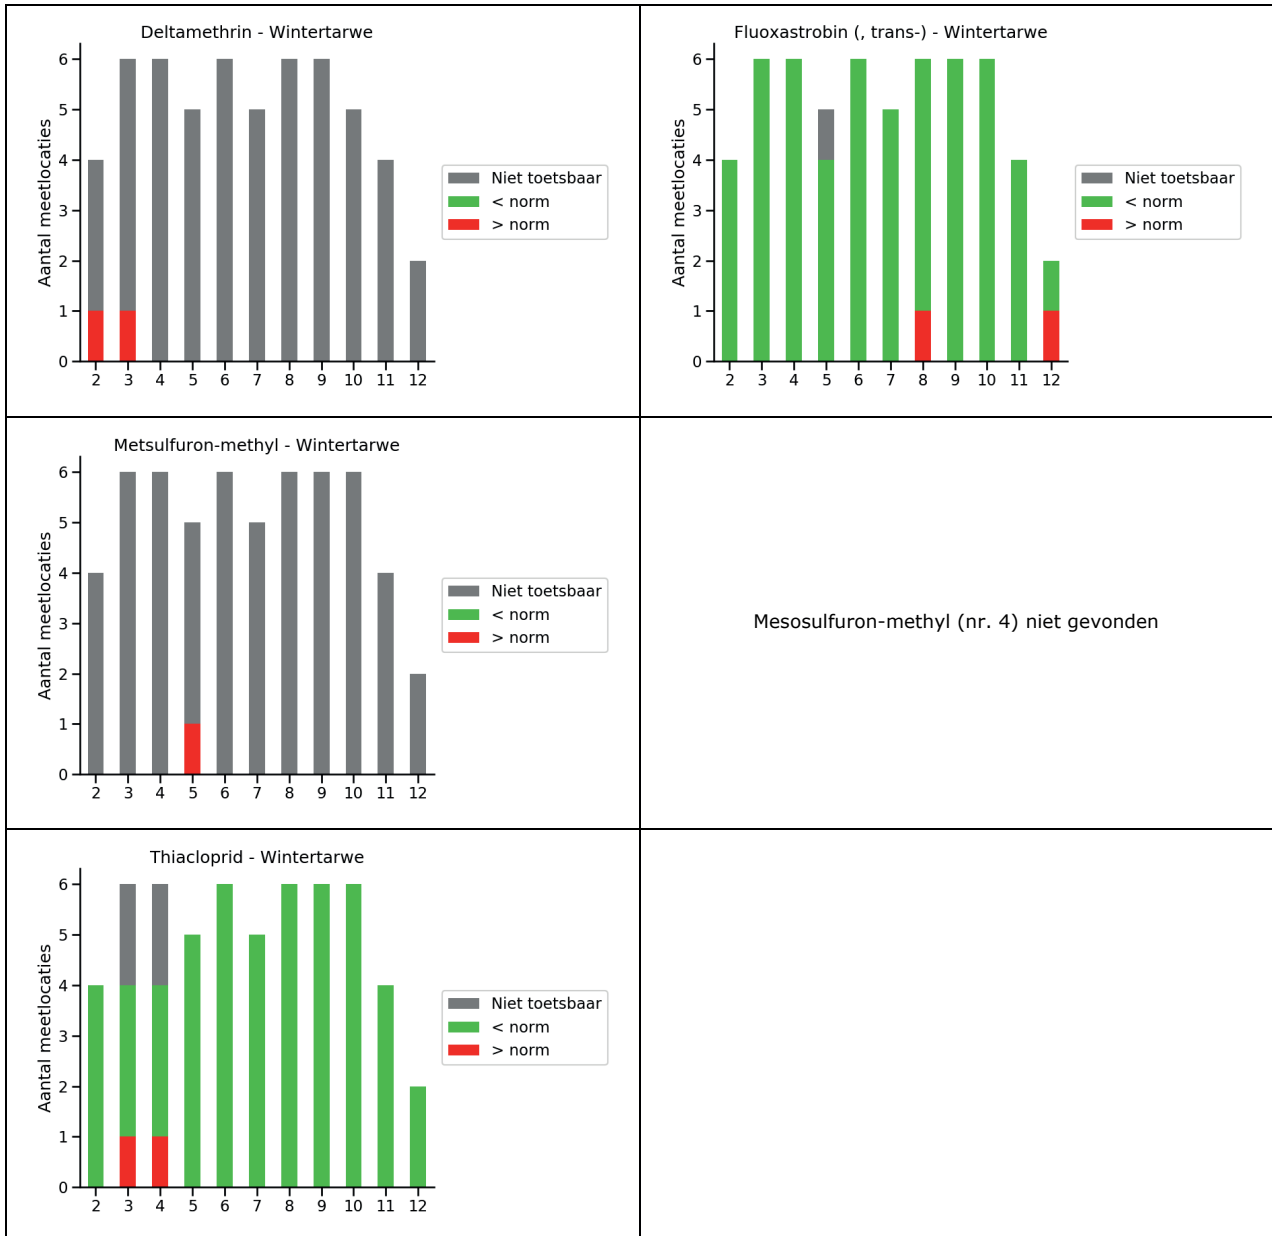 Deltamethrin - Wintertarwe
Aantal meetlocaties
6
5
4
3
2
1
0
2 3 4 5 6 7 8 9 10 11 12
Niet toetsbaar
< norm
> norm
Fluoxastrobin (, trans-) - Wintertarwe
Aantal meetlocaties
6
5
4
3
2
1
0
2 3 4 5 6 7 8 9 10 11 12
Niet toetsbaar
< norm
> norm
Metsulfuron-methyl - Wintertarwe
Aantal meetlocaties
6
5
4
3
2
1
0
2 3 4 5 6 7 8 9 10 11 12
Niet toetsbaar
< norm
> norm
Mesosulfuron-methyl (nr. 4) niet gevonden
Thiacloprid - Wintertarwe
Aantal meetlocaties
6
5
4
3
2
1
0
2 3 4 5 6 7 8 9 10 11 12
Niet toetsbaar
< norm
> norm